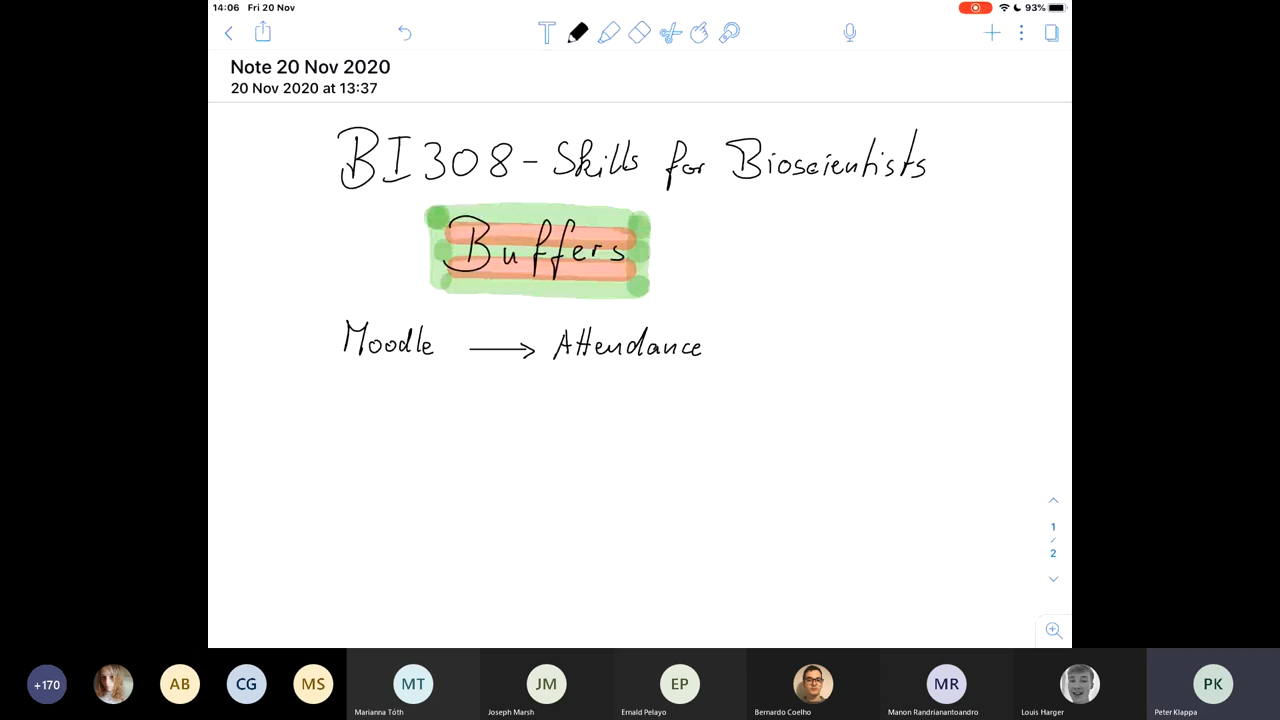 14:06 Fri 20 Nov
93%
T
Note 20 Nov 2020
20 Nov 2020 at 13:37
BI308 - Skills for Bioscientists
Buffers
Moodle → Attendance
1
/
2
+170
AB
CG
MS
MT
JM
EP
MR
PK
Marianna Tóth
Joseph Marsh
Ernald Pelayo
Bernardo Coelho
Manon Randrianantoandro
Louis Harger
Peter Klappa